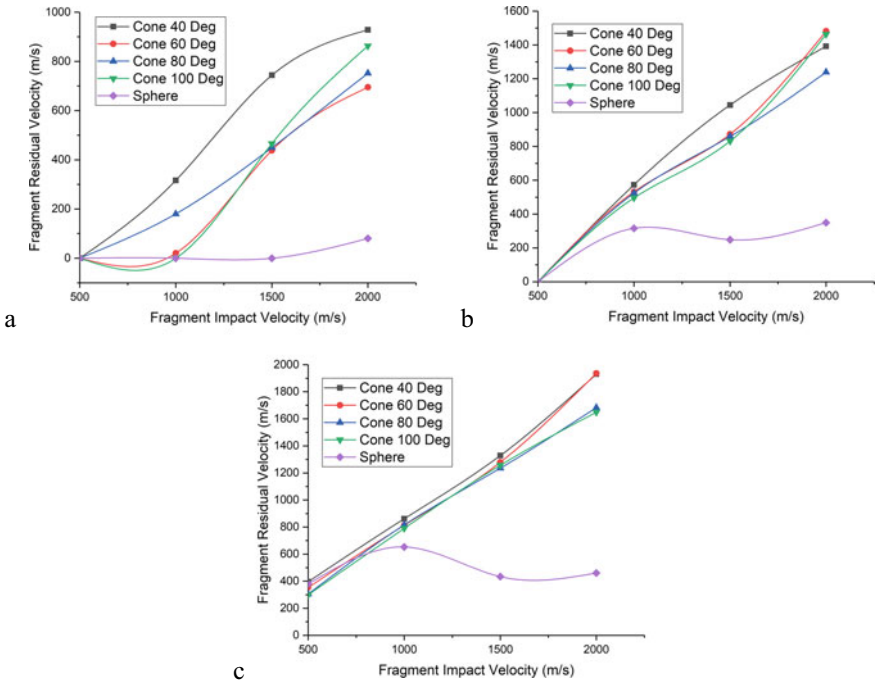 1000
800
600
400
200
0
Fragment Residual Velocity (m/s)
Cone 40 Deg
Cone 60 Deg
Cone 80 Deg
Cone 100 Deg
Sphere
500
1000
1500
2000
Fragment Impact Velocity (m/s)
a
1600
1400
1200
1000
800
600
400
200
0
Fragment Residual Velocity (m/s)
Cone 40 Deg
Cone 60 Deg
Cone 80 Deg
Cone 100 Deg
Sphere
500
1000
1500
2000
Fragment Impact Velocity (m/s)
b
2000
1800
1600
1400
1200
1000
800
600
400
200
0
Fragment Residual Velocity (m/s)
Cone 40 Deg
Cone 60 Deg
Cone 80 Deg
Cone 100 Deg
Sphere
500
1000
1500
2000
Fragment Impact Velocity (m/s)
c